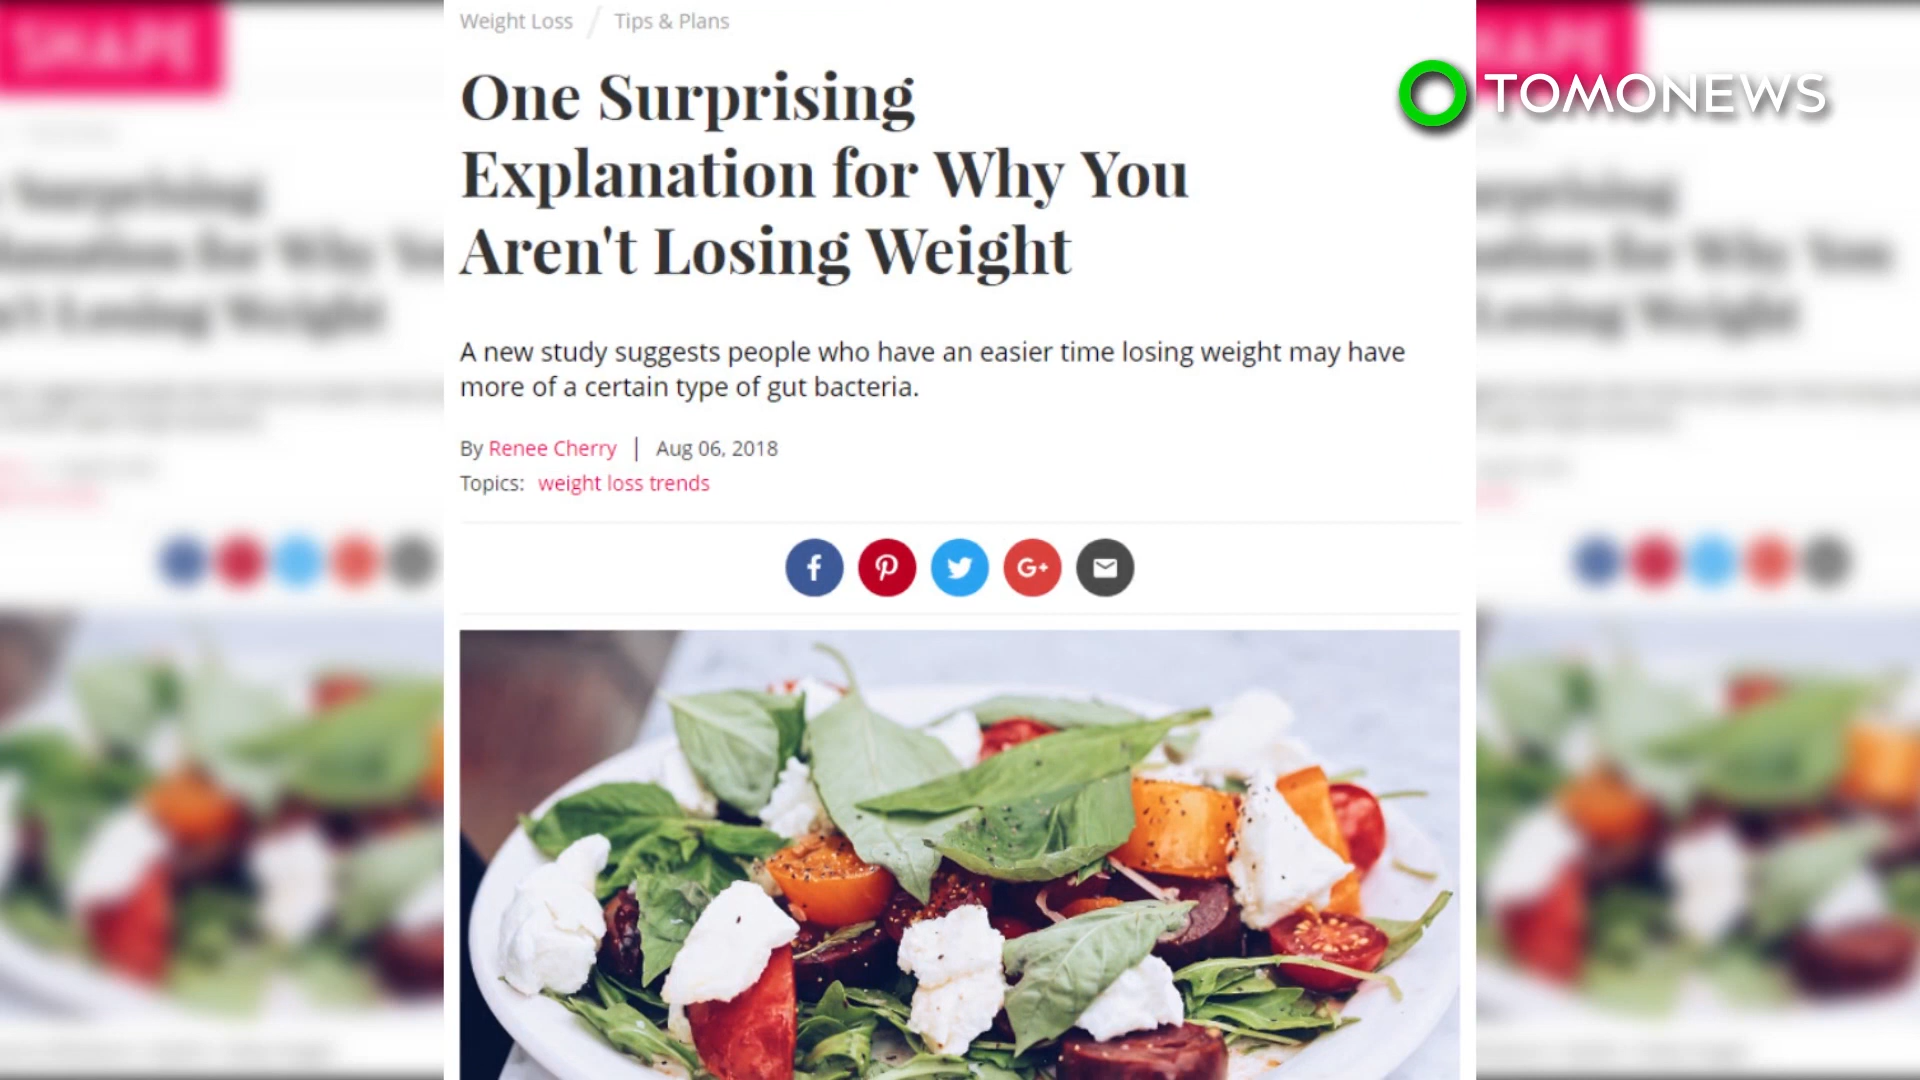 SHAPE
Weight Loss / Tips & Plans
TOMONEWS
One Surprising
Explanation for Why You
Aren't Losing Weight
A new study suggests people who have an easier time losing weight may have
more of a certain type of gut bacteria.
By Renee Cherry | Aug 06, 2018
Topics: weight loss trends